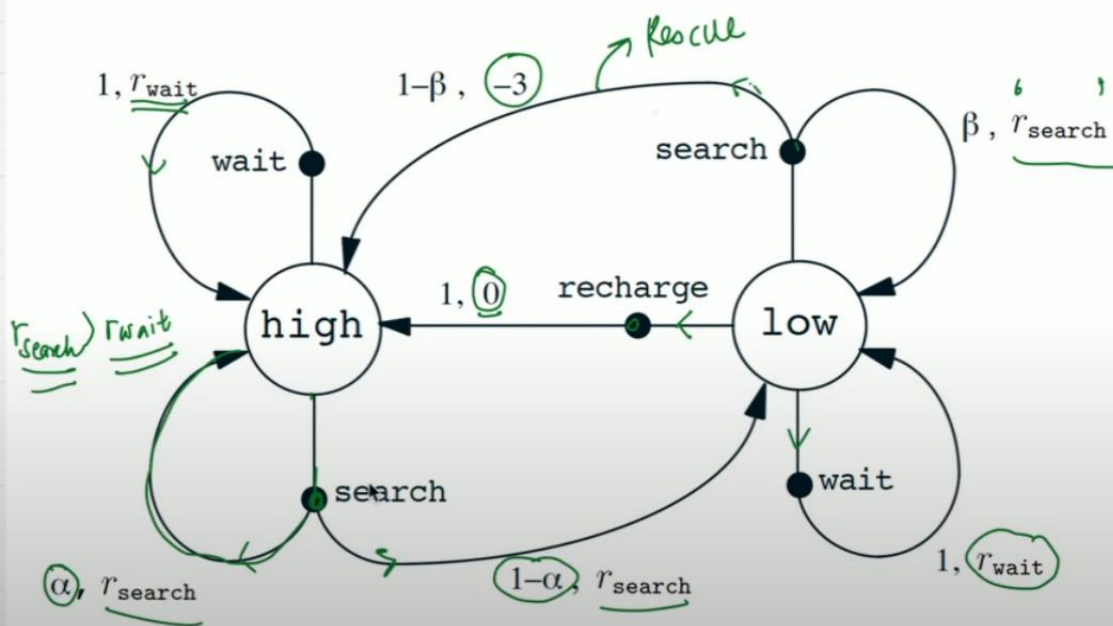 Rescue
1, r_wait
1-β , -3
6
β , r_search
wait
search
1, 0
recharge
high
low
r_search > r_wait
search
wait
α, r_search
1-α, r_search
1, r_wait